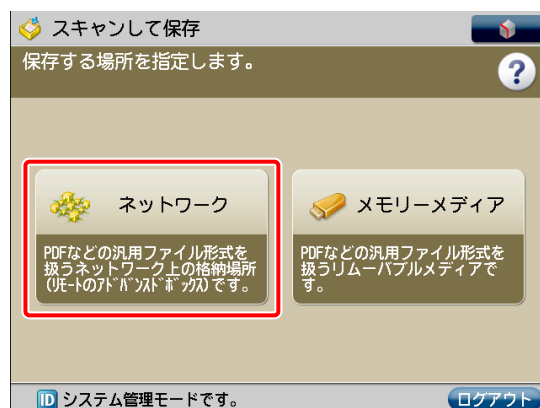 スキャンして保存
保存する場所を指定します。
?
ネットワーク
PDFなどの汎用ファイル形式を
扱うネットワーク上の格納場所
(ﾘﾓｰﾄのｱﾄﾞﾊﾞﾝｽﾄﾞﾎﾞｯｸｽ)です。
メモリーメディア
PDFなどの汎用ファイル形式を
扱うリムーバブルメディアで
す。
ID システム管理モードです。
ログアウト